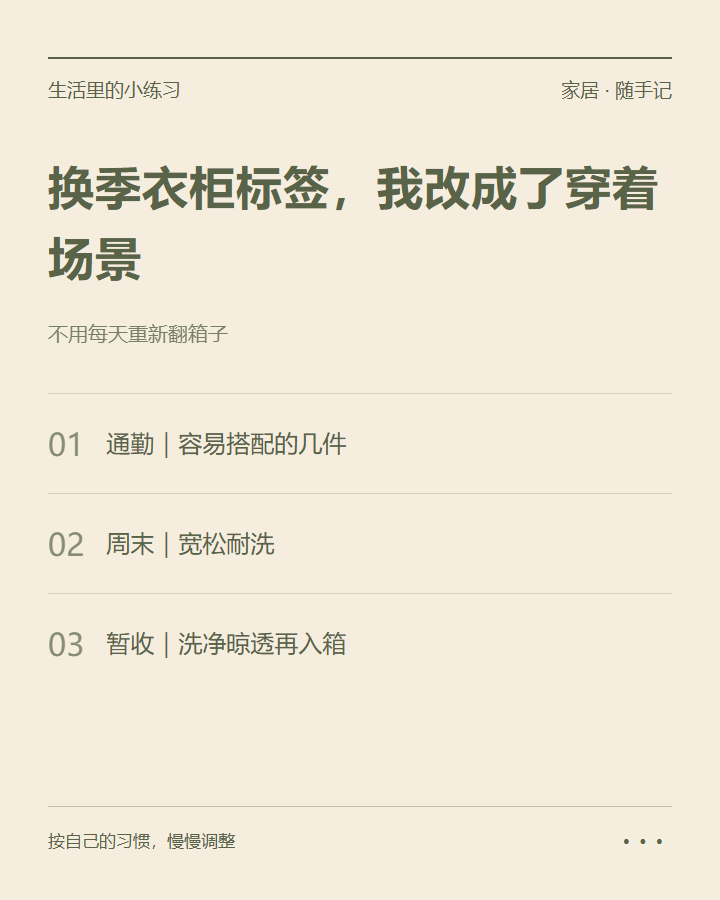 生活里的小练习
家居 · 随手记
换季衣柜标签，我改成了穿着
场景
不用每天重新翻箱子
01 通勤｜容易搭配的几件
02 周末｜宽松耐洗
03 暂收｜洗净晾透再入箱
按自己的习惯，慢慢调整
• • •